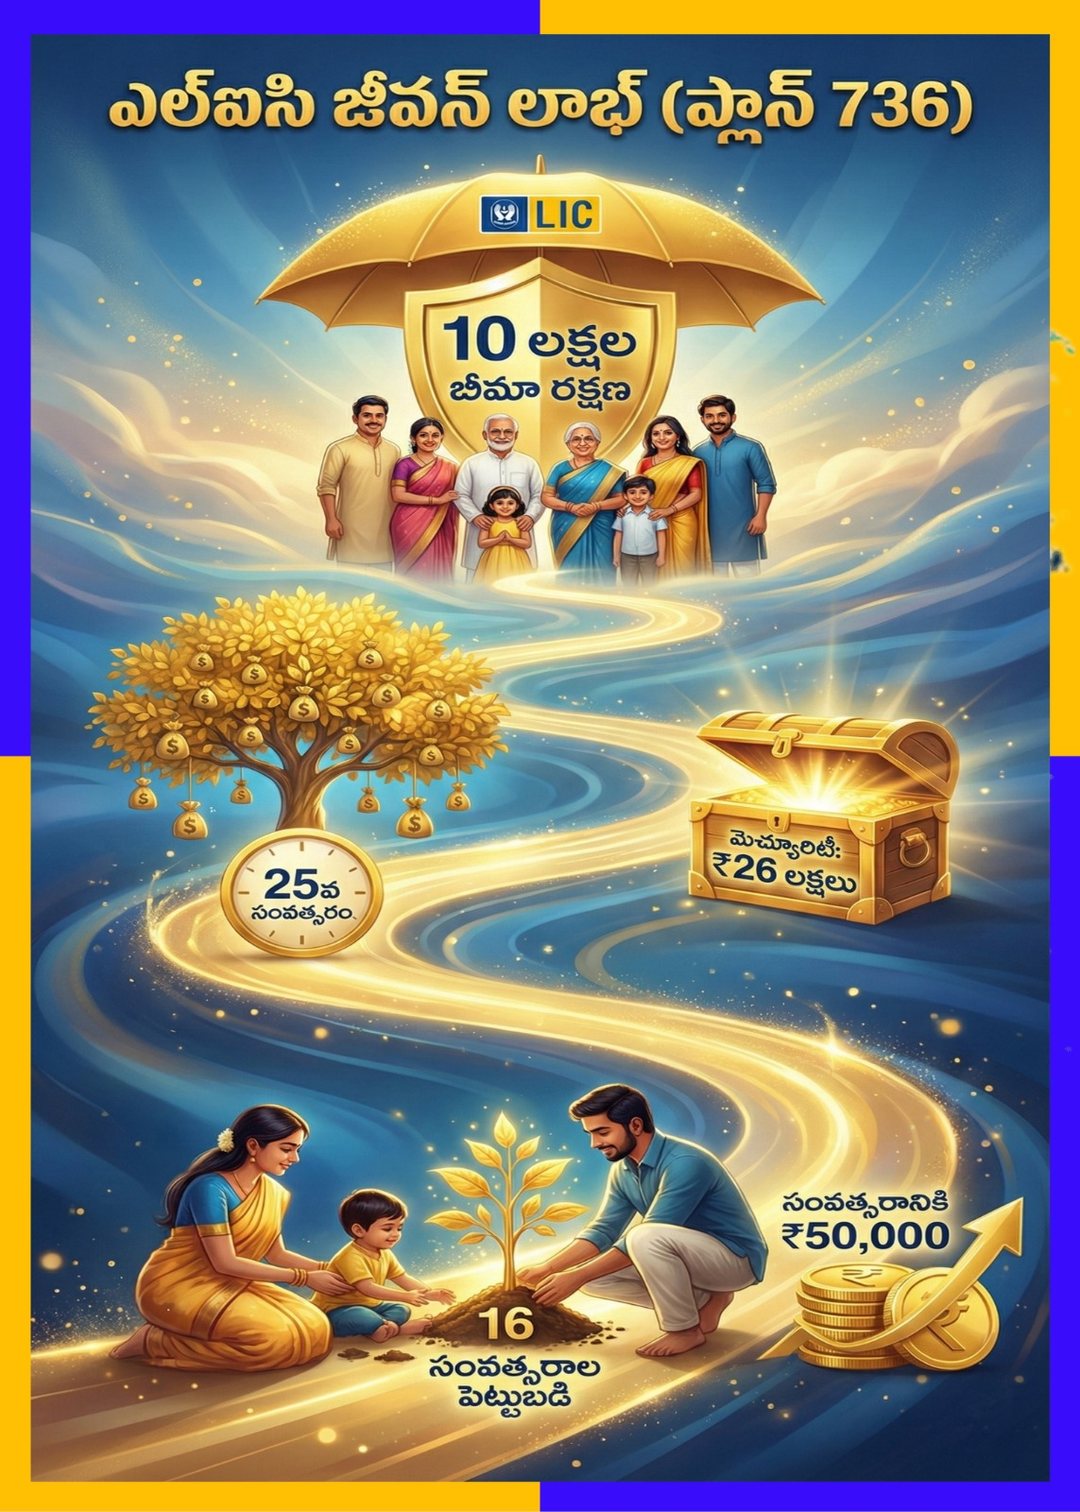 ఎల్ఐసి జీవన్ లాభ్ (ప్లాన్ 736)
LIC
10 లక్షల
బీమా రక్షణ
25వ
సంవత్సరం
మెచ్యూరిటీ:
₹26 లక్షలు
సంవత్సరానికి
₹50,000
16
సంవత్సరాల
పెట్టుబడి